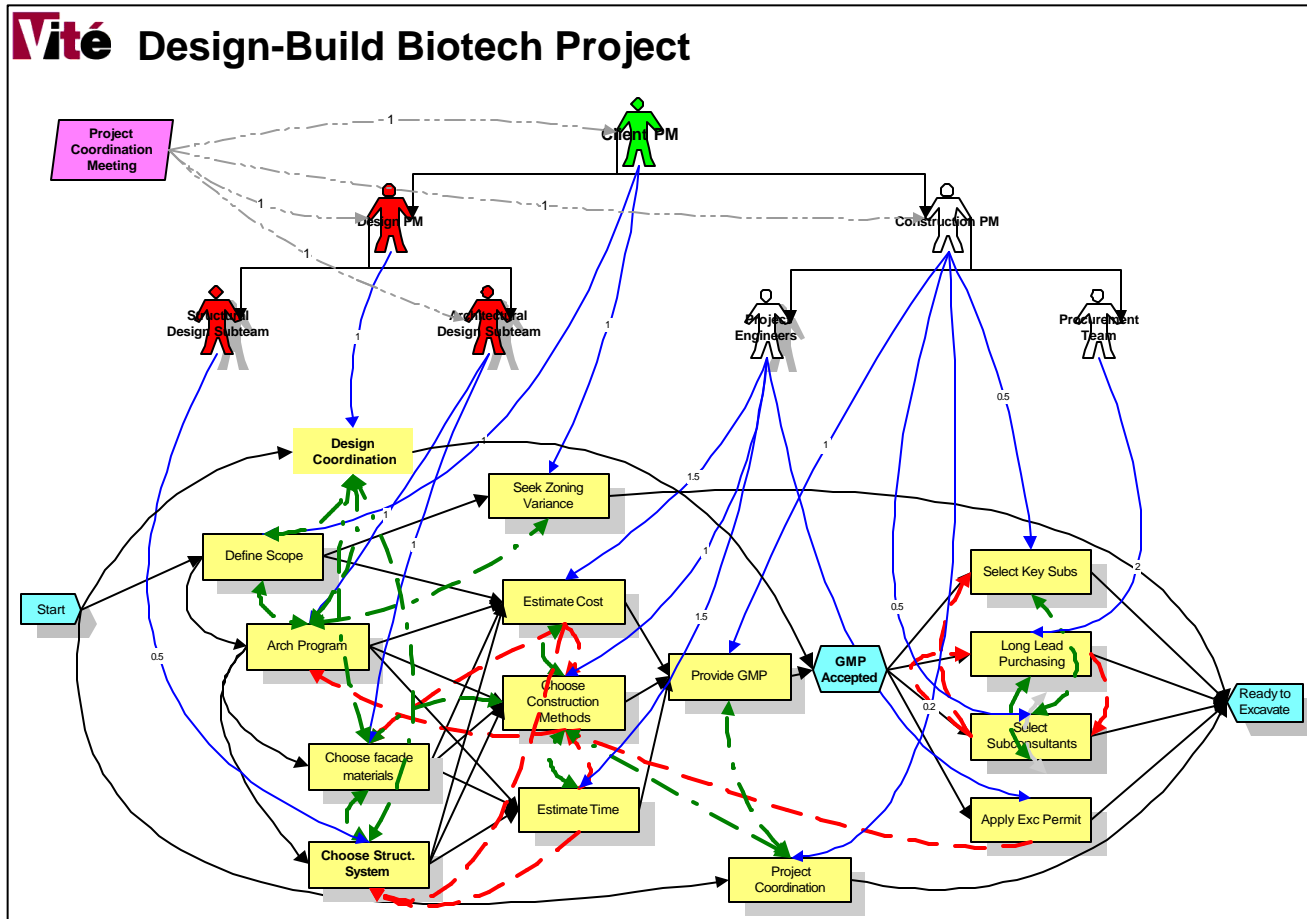 Vité Design-Build Biotech Project
Project
Coordination
Meeting
1
Client PM
1
Design PM
1
Construction PM
1
Structural
Design Subteam
Architectural
Design Subteam
Project
Engineers
Procurement
Team
1
1
0.5
Design
Coordination
1
1
1.5
Seek Zoning
Variance
Define Scope
1
1
1
2
Select Key Subs
Start
Estimate Cost
0.5
1.5
0.5
Arch Program
Long Lead
Purchasing
Provide GMP
GMP
Accepted
Choose
Construction
Methods
Ready to
Excavate
0.2
Select
Subconsultants
Choose facade
materials
Estimate Time
Apply Exc Permit
Choose Struct.
System
Project
Coordination